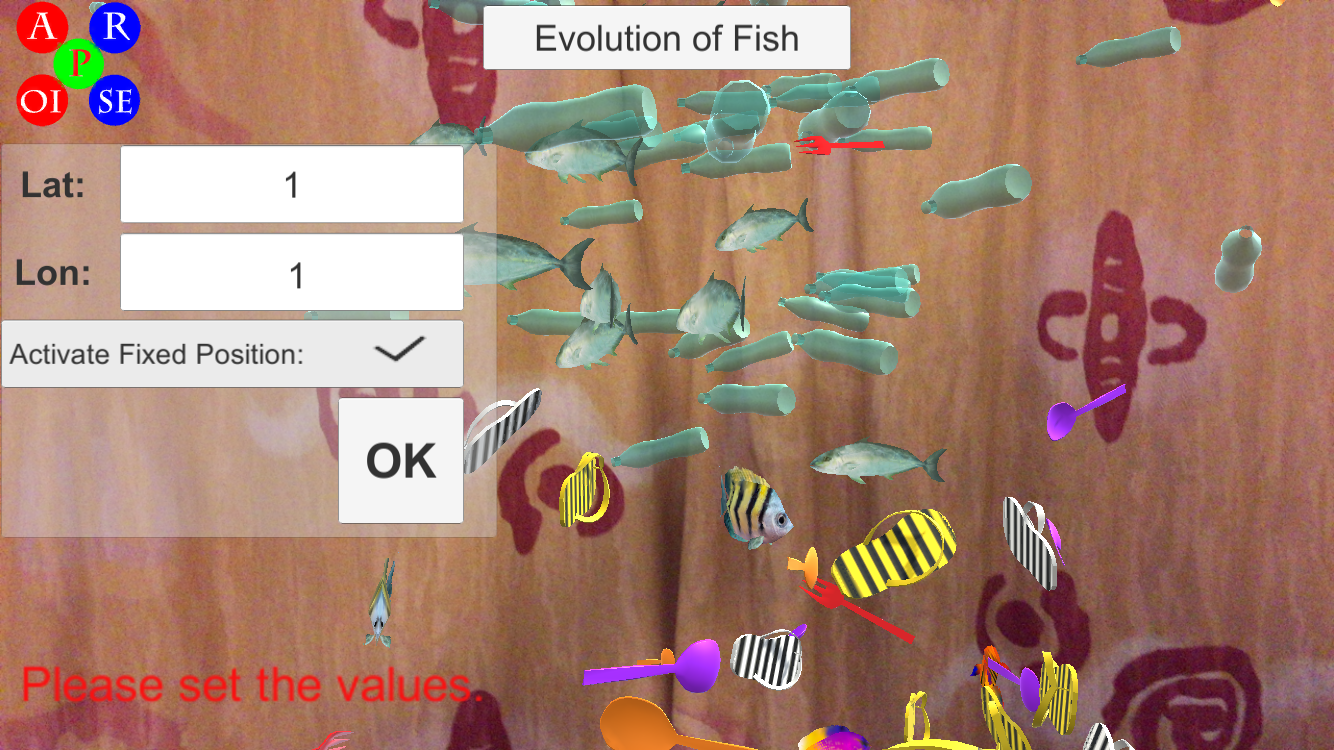 A R
P
OI SE
Evolution of Fish
Lat: 1
Lon: 1
Activate Fixed Position:
OK
Please set the values.